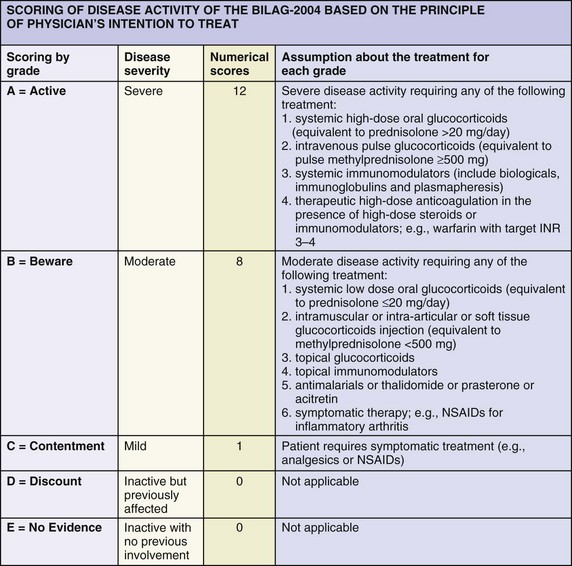 SCORING OF DISEASE ACTIVITY OF THE BILAG-2004 BASED ON THE PRINCIPLE
OF PHYSICIAN'S INTENTION TO TREAT
Scoring by
grade
Disease
severity
Numerical
scores
Assumption about the treatment for
each grade
A = Active
Severe
12
Severe disease activity requiring any of the following
treatment:
1. systemic high-dose oral glucocorticoids
(equivalent to prednisolone >20 mg/day)
2. intravenous pulse glucocorticoids (equivalent to
pulse methylprednisolone ≥500 mg)
3. systemic immunomodulators (include biologicals,
immunoglobulins and plasmapheresis)
4. therapeutic high-dose anticoagulation in the
presence of high-dose steroids or
immunomodulators; e.g., warfarin with target INR
3–4
B = Beware
Moderate
8
Moderate disease activity requiring any of the
following treatment:
1. systemic low dose oral glucocorticoids (equivalent
to prednisolone ≤20 mg/day)
2. intramuscular or intra-articular or soft tissue
glucocorticoids injection (equivalent to
methylprednisolone <500 mg)
3. topical glucocorticoids
4. topical immunomodulators
5. antimalarials or thalidomide or prasterone or
acitretin
6. symptomatic therapy; e.g., NSAIDs for
inflammatory arthritis
C = Contentment
Mild
1
Patient requires symptomatic treatment (e.g.,
analgesics or NSAIDs)
D = Discount
Inactive but
previously
affected
0
Not applicable
E = No Evidence
Inactive with
no previous
involvement
0
Not applicable